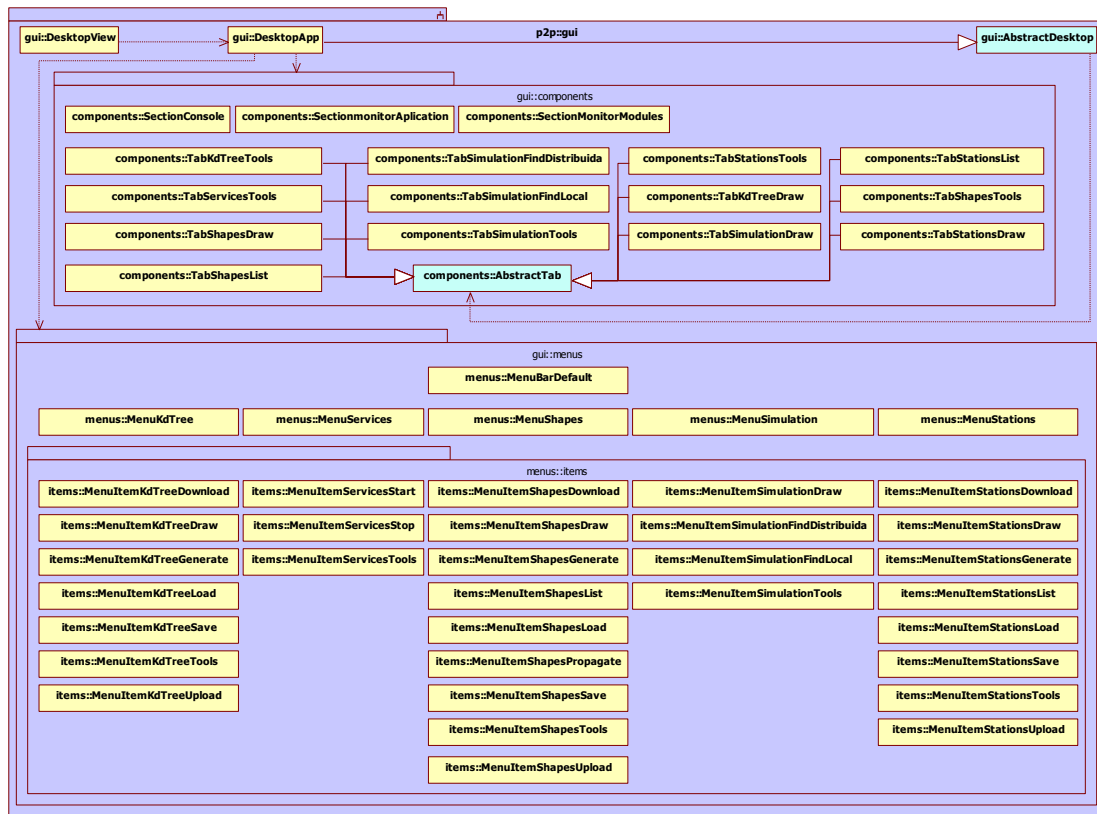 p2p::gui
gui::DesktopView
gui::DesktopApp
gui::AbstractDesktop
gui::components
components::SectionConsole
components::SectionmonitorAplication
components::SectionMonitorModules
components::TabKdTreeTools
components::TabSimulationFindDistribuida
components::TabStationsTools
components::TabStationsList
components::TabServicesTools
components::TabSimulationFindLocal
components::TabKdTreeDraw
components::TabShapesTools
components::TabShapesDraw
components::TabSimulationTools
components::TabSimulationDraw
components::TabStationsDraw
components::TabShapesList
components::AbstractTab
gui::menus
menus::MenuBarDefault
menus::MenuKdTree
menus::MenuServices
menus::MenuShapes
menus::MenuSimulation
menus::MenuStations
menus::items
items::MenuItemKdTreeDownload
items::MenuItemServicesStart
items::MenuItemShapesDownload
items::MenuItemSimulationDraw
items::MenuItemStationsDownload
items::MenuItemKdTreeDraw
items::MenuItemServicesStop
items::MenuItemShapesDraw
items::MenuItemSimulationFindDistribuida
items::MenuItemStationsDraw
items::MenuItemKdTreeGenerate
items::MenuItemServicesTools
items::MenuItemShapesGenerate
items::MenuItemSimulationFindLocal
items::MenuItemStationsGenerate
items::MenuItemKdTreeLoad
items::MenuItemShapesList
items::MenuItemSimulationTools
items::MenuItemStationsList
items::MenuItemKdTreeSave
items::MenuItemShapesLoad
items::MenuItemStationsLoad
items::MenuItemKdTreeTools
items::MenuItemShapesPropagate
items::MenuItemStationsSave
items::MenuItemKdTreeUpload
items::MenuItemShapesSave
items::MenuItemStationsTools
items::MenuItemShapesTools
items::MenuItemStationsUpload
items::MenuItemShapesUpload